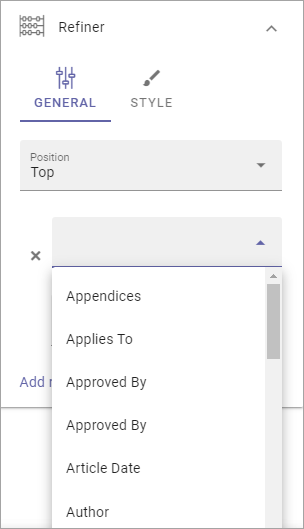 Refiner
GENERAL STYLE
Position
Top
Appendices
Applies To
Add
Approved By
Approved By
Article Date
Author